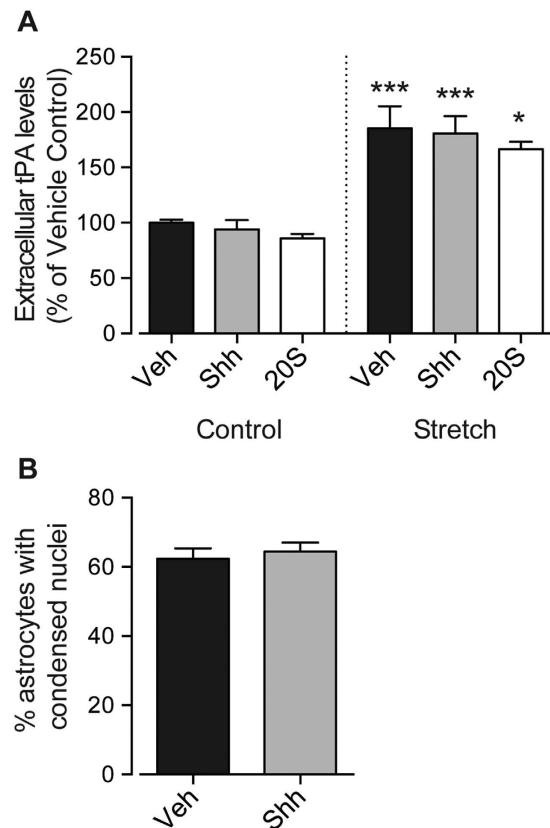 A
Extracellular tPA levels
(% of Vehicle Control)
250
200
150
100
50
0
***
***
*
Veh
Shh
20S
Veh
Shh
20S
Control
Stretch
B
% astrocytes with
condensed nuclei
80
60
40
20
0
Veh
Shh